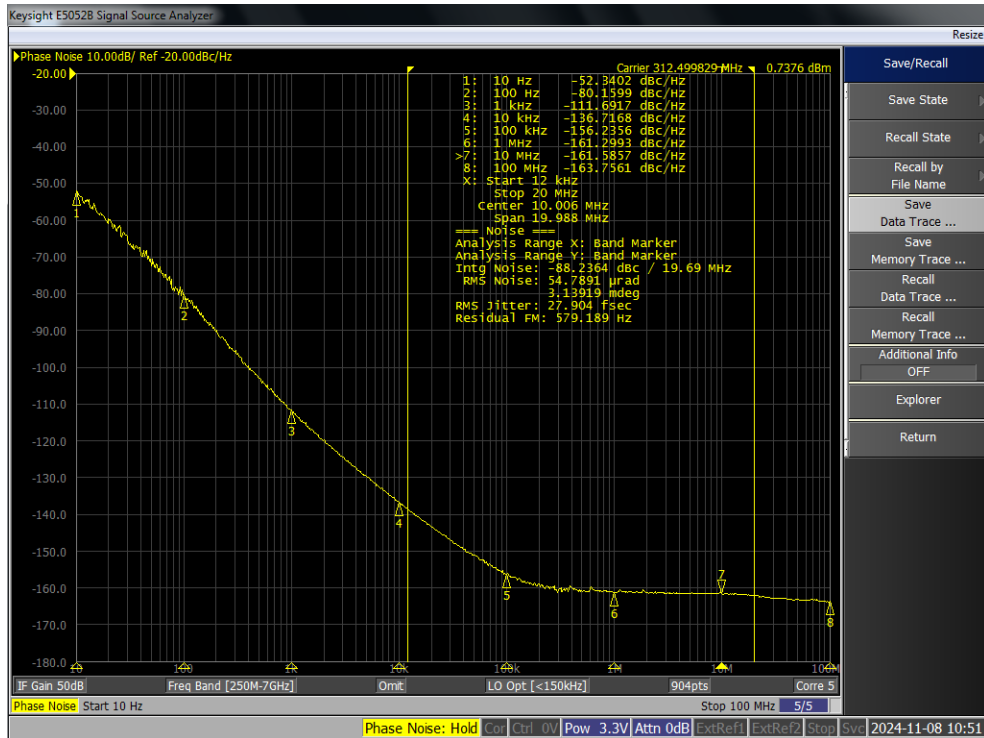 Keysight E5052B Signal Source Analyzer
Resize
Phase Noise 10.00dB/ Ref -20.00dBc/Hz
Carrier 312.499829 MHz 0.7376 dBm
-20.00
-30.00
-40.00
-50.00
-60.00
-70.00
-80.00
-90.00
-100.0
-110.0
-120.0
-130.0
-140.0
-150.0
-160.0
-170.0
-180.0
1: 10 Hz -52.3402 dBc/Hz
2: 100 Hz -80.1599 dBc/Hz
3: 1 kHz -111.6917 dBc/Hz
4: 10 kHz -136.7168 dBc/Hz
5: 100 kHz -156.2356 dBc/Hz
6: 1 MHz -161.2993 dBc/Hz
>7: 10 MHz -161.5857 dBc/Hz
8: 100 MHz -163.7561 dBc/Hz
X: Start 12 kHz
Stop 20 MHz
Center 10.006 MHz
Span 19.988 MHz
=== Noise ===
Analysis Range X: Band Marker
Analysis Range Y: Band Marker
Intg Noise: -88.2364 dBc / 19.69 MHz
RMS Noise: 54.7891 µrad
3.13919 mdeg
RMS Jitter: 27.904 fsec
Residual FM: 579.189 Hz
1
2
3
4
5
6
7
8
10 100 1k 10k 100k 1M 10M 100M
IF Gain 50dB Freq Band [250M-7GHz] Omit LO Opt [<150kHz] 904pts Corre 5
Phase Noise Start 10 Hz Stop 100 MHz 5/5
Phase Noise: Hold Cor Ctrl 0V Pow 3.3V Attn 0dB ExtRef1 ExtRef2 Stop Svc 2024-11-08 10:51
Save/Recall
Save State
Recall State
Recall by
File Name
Save
Data Trace ...
Save
Memory Trace ...
Recall
Data Trace ...
Recall
Memory Trace ...
Additional Info
OFF
Explorer
Return